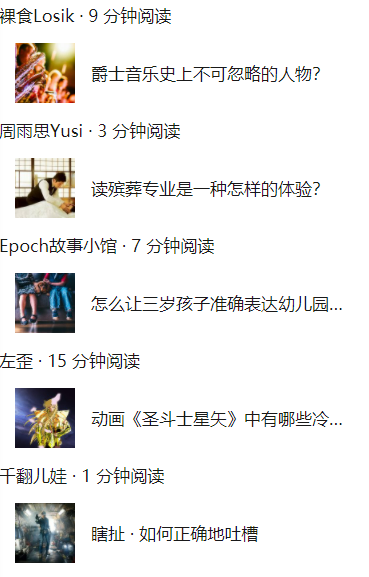 裸食Losik · 9 分钟阅读
爵士音乐史上不可忽略的人物?
周雨思Yusi · 3 分钟阅读
读殡葬专业是一种怎样的体验?
Epoch故事小馆 · 7 分钟阅读
怎么让三岁孩子准确表达幼儿园...
左歪 · 15 分钟阅读
动画《圣斗士星矢》中有哪些冷...
千翻儿娃 · 1 分钟阅读
瞎扯 · 如何正确地吐槽